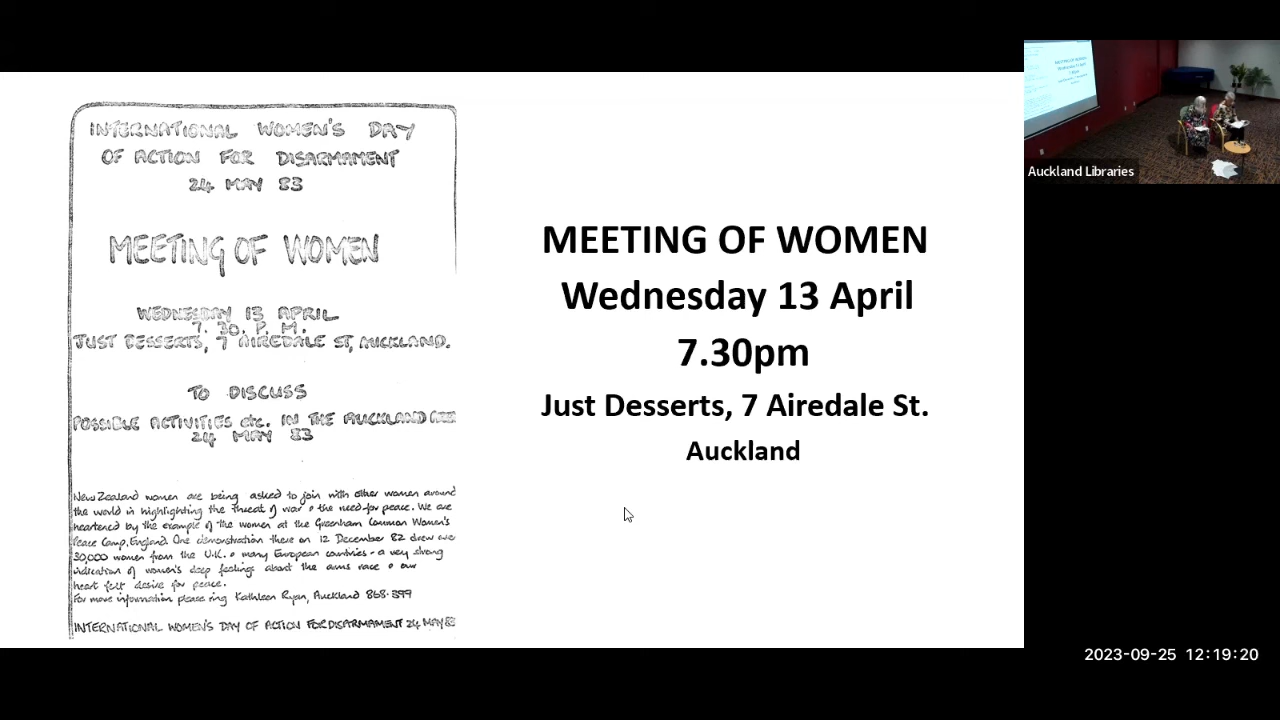 INTERNATIONAL WOMEN'S DAY
OF ACTION FOR DISARMAMENT
24 MAY 83
MEETING OF WOMEN
WEDNESDAY 13 APRIL
7.30. P. M.
JUST DESSERTS, 7 AIREDALE ST, AUCKLAND.
TO DISCUSS
POSSIBLE ACTIVITIES etc. IN THE AUCKLAND
24 MAY 83
New Zealand women are being asked to join with other women around
the world in highlighting the threat of war & the need for peace. We are
heartened by the example of the women at the Greenham Common Women's
Peace Camp, England. One demonstration there on 12 December 82 drew
30,000 women from the U.K. & many European countries - a very strong
indication of women's deep feelings about the arms race & our
heart felt desire for peace.
For more information please ring Kathleen Ryan, Auckland 868-399
INTERNATIONAL WOMEN'S DAY OF ACTION FOR DISARMAMENT 24 MAY 83
MEETING OF WOMEN
Wednesday 13 April
7.30pm
Just Desserts, 7 Airedale St.
Auckland
Auckland Libraries
2023-09-25 12:19:20